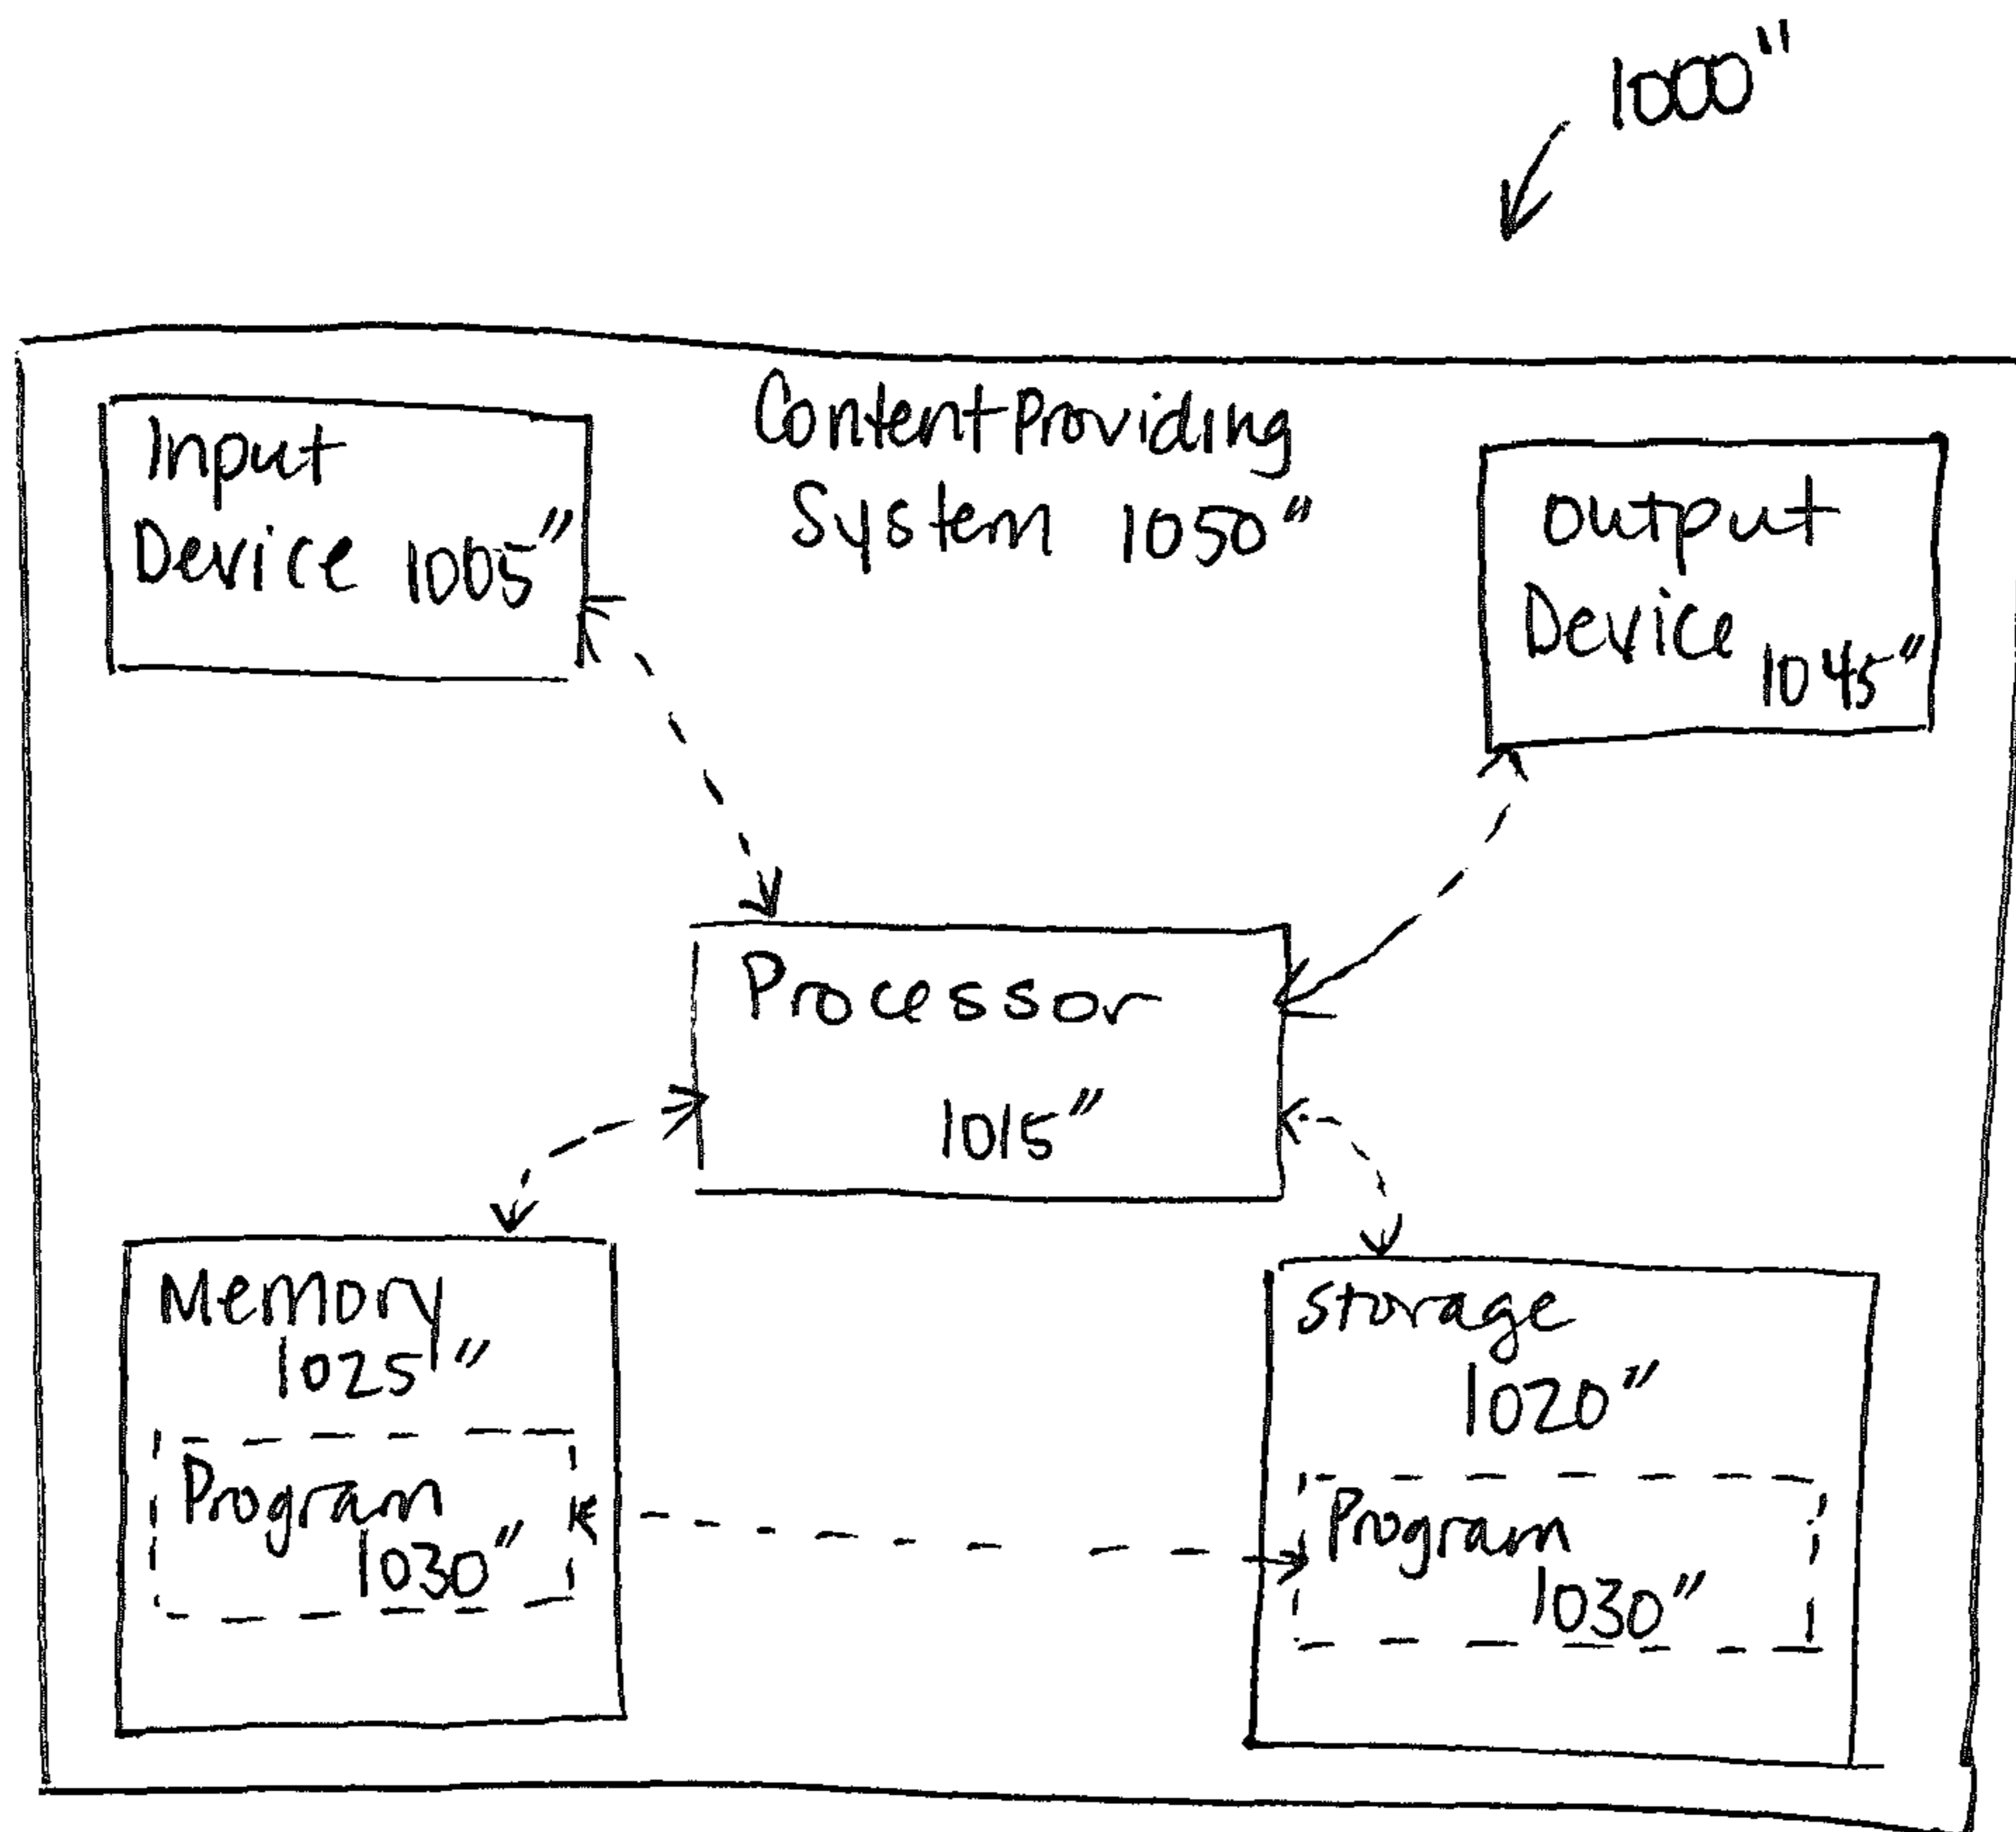 1000"
Input
Device 1005"
Content Providing
System 1050"
Output
Device
1045"
Processor
1015"
Memory
1025"
Program
1030"
Storage
1020"
Program
1030"